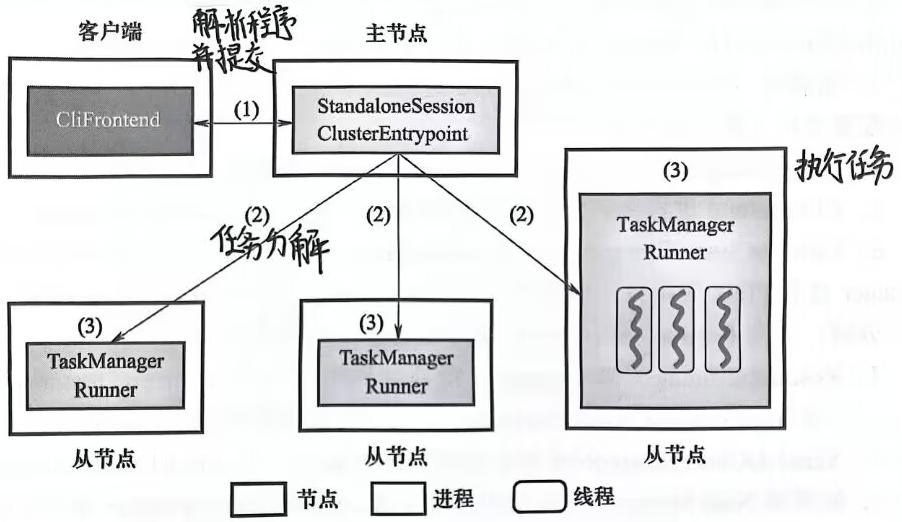 客户端
解析程序
并提交
主节点
CliFrontend
(1)
StandaloneSession
ClusterEntrypoint
(3)
执行任务
TaskManager
Runner
(2)
(2)
(2)
任务分解
(3)
TaskManager
Runner
(3)
TaskManager
Runner
从节点
从节点
从节点
节点
进程
线程